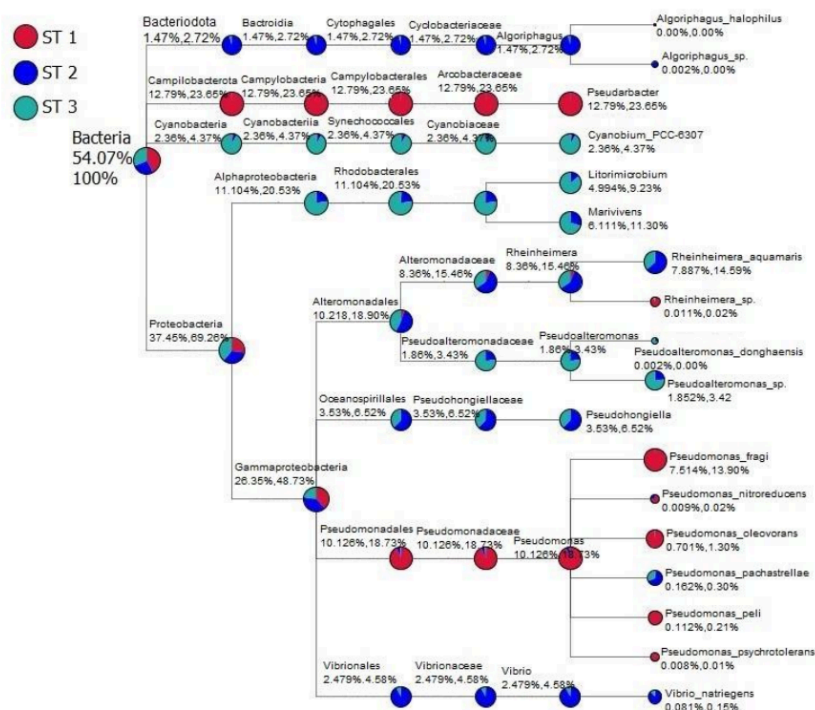 ST 1
ST 2
ST 3
Bacteria
54.07%
100%
Bacteriodota
1.47%,2.72%
Bactroidia
1.47%,2.72%
Cytophagales
1.47%,2.72%
Cyclobacteriaceae
1.47%,2.72%
Algoriphagus
1.47%,2.72%
Algoriphagus_halophilus
0.00%,0.00%
Algoriphagus_sp.
0.002%,0.00%
Campilobacterota
12.79%,23.65%
Campylobacteria
12.79%,23.65%
Campylobacterales
12.79%,23.65%
Arcobacteraceae
12.79%,23.65%
Pseudarbacter
12.79%,23.65%
Cyanobacteria
2.36%,4.37%
Cyanobacteriia
2.36%,4.37%
Synechococcales
2.36%,4.37%
Cyanobiaceae
2.36%,4.37%
Cyanobium_PCC-6307
2.36%,4.37%
Alphaproteobacteria
11.104%,20.53%
Rhodobacterales
11.104%,20.53%
Litorimicrobium
4.994%,9.23%
Marivivens
6.111%,11.30%
Proteobacteria
37.45%,69.26%
Alteromonadales
10.218,18.90%
Alteromonadaceae
8.36%,15.46%
Rheinheimera
8.36%,15.46%
Rheinheimera_aquamaris
7.887%,14.59%
Rheinheimera_sp.
0.011%,0.02%
Pseudoalteromonadaceae
1.86%,3.43%
Pseudoalteromonas
1.86%,3.43%
Pseudoalteromonas_donghaensis
0.002%,0.00%
Pseudoalteromonas_sp.
1.852%,3.42
Oceanospirillales
3.53%,6.52%
Pseudohongiellaceae
3.53%,6.52%
Pseudohongiella
3.53%,6.52%
Gammaproteobacteria
26.35%,48.73%
Pseudomonadales
10.126%,18.73%
Pseudomonadaceae
10.126%,18.73%
Pseudomonas
10.126%,18.73%
Pseudomonas_fragi
7.514%,13.90%
Pseudomonas_nitroreducens
0.009%,0.02%
Pseudomonas_oleovorans
0.701%,1.30%
Pseudomonas_pachastrellae
0.162%,0.30%
Pseudomonas_peli
0.112%,0.21%
Pseudomonas_psychrotolerans
0.008%,0.01%
Vibrionales
2.479%,4.58%
Vibrionaceae
2.479%,4.58%
Vibrio
2.479%,4.58%
Vibrio_natriegens
0.081%,0.15%